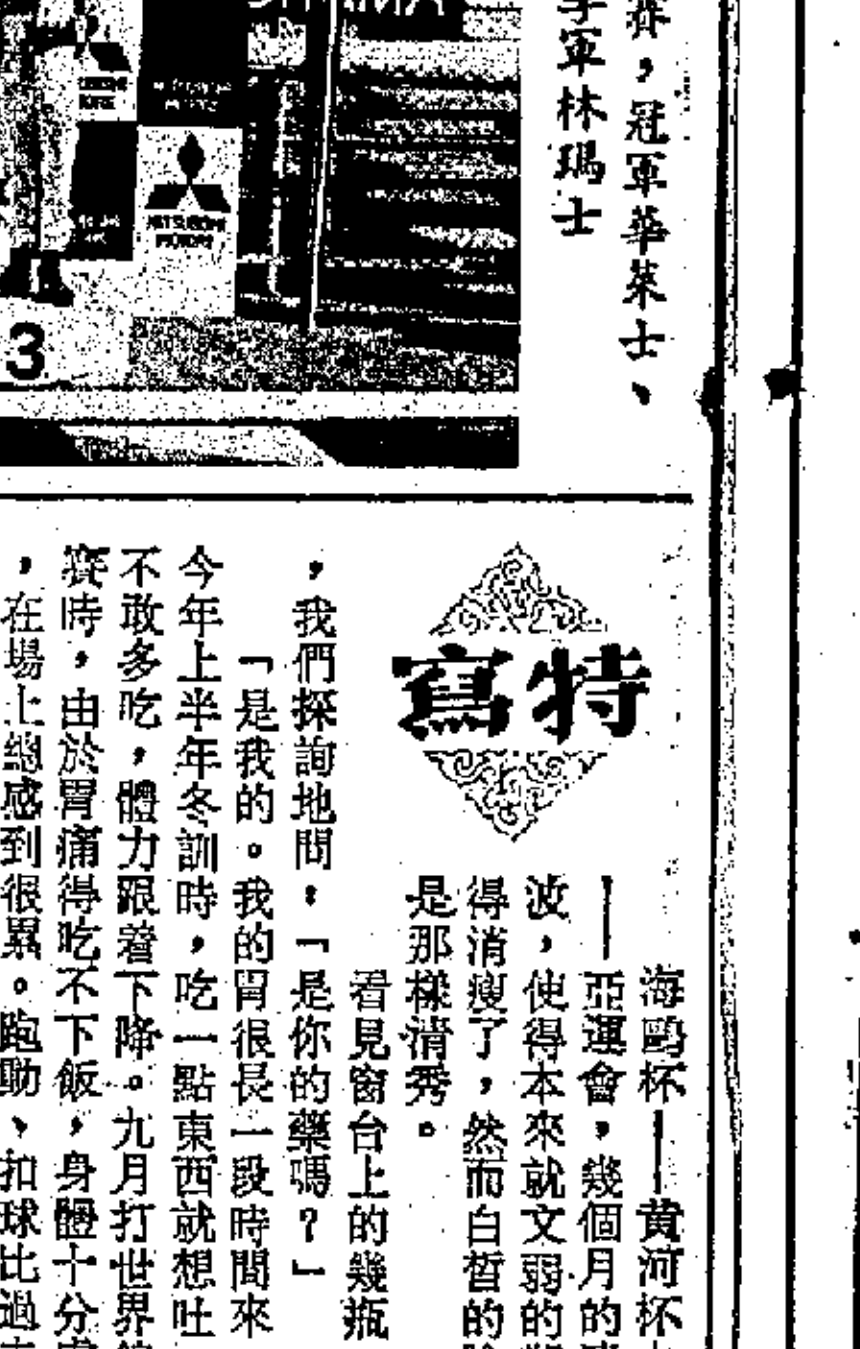 賽，冠軍華萊士、
季軍林瑪士
MITSUBISHI
3
特寫
海鷗杯——黃河杯
——亞運會，幾個月的
波，使得本來就文弱的
得消瘦了，然而白皙的
是那樣清秀。
看見窗台上的幾瓶
，我們探詢地問：「是你的藥嗎？」
「是我的。我的胃很長一段時間來
今年上半年冬訓時，吃一點東西就想吐
不敢多吃，體力跟着下降。九月打世界
賽時，由於胃痛得吃不下飯，身體十分
，在場上總感到很累。跑動、扣球比過